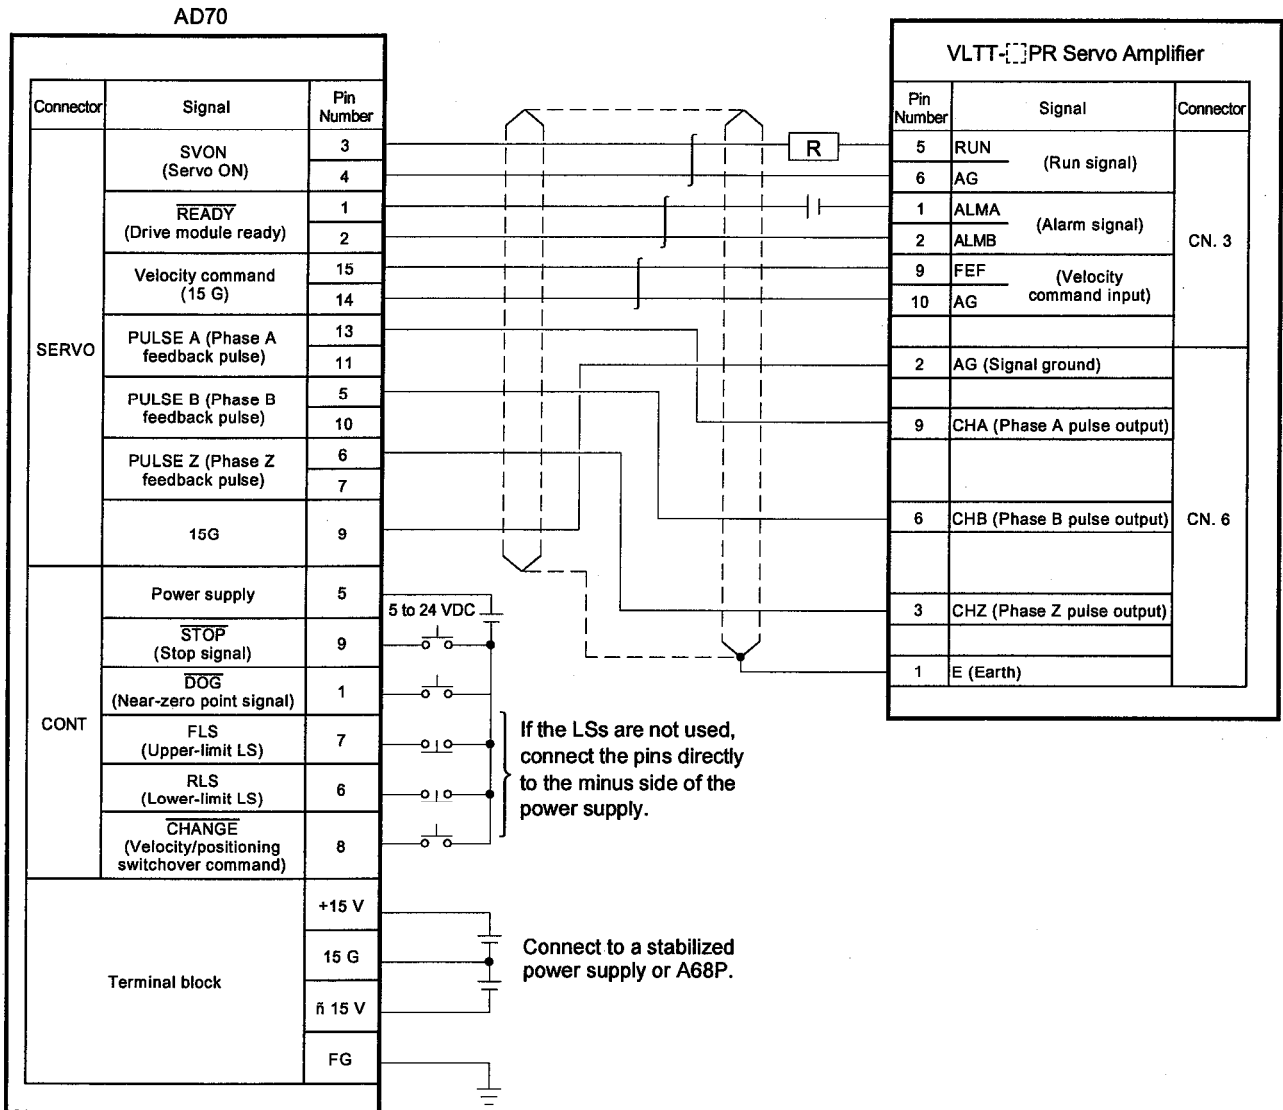 AD70
Connector Signal Pin Number
SERVO
SVON (Servo ON) 3 4
READY (Drive module ready) 1 2
Velocity command (15 G) 15 14
PULSE A (Phase A feedback pulse) 13 11
PULSE B (Phase B feedback pulse) 5 10
PULSE Z (Phase Z feedback pulse) 6 7
15G 9
CONT
Power supply 5
STOP (Stop signal) 9
DOG (Near-zero point signal) 1
FLS (Upper-limit LS) 7
RLS (Lower-limit LS) 6
CHANGE (Velocity/positioning switchover command) 8
Terminal block
+15 V
15 G
ñ 15 V
FG
R
5 to 24 VDC
If the LSs are not used,
connect the pins directly
to the minus side of the
power supply.
Connect to a stabilized
power supply or A68P.
VLTT-[ ]PR Servo Amplifier
Pin Number Signal Connector
5 RUN (Run signal)
6 AG
1 ALMA (Alarm signal)
2 ALMB
9 FEF (Velocity command input)
10 AG
CN. 3
2 AG (Signal ground)
9 CHA (Phase A pulse output)
6 CHB (Phase B pulse output)
CN. 6
3 CHZ (Phase Z pulse output)
1 E (Earth)